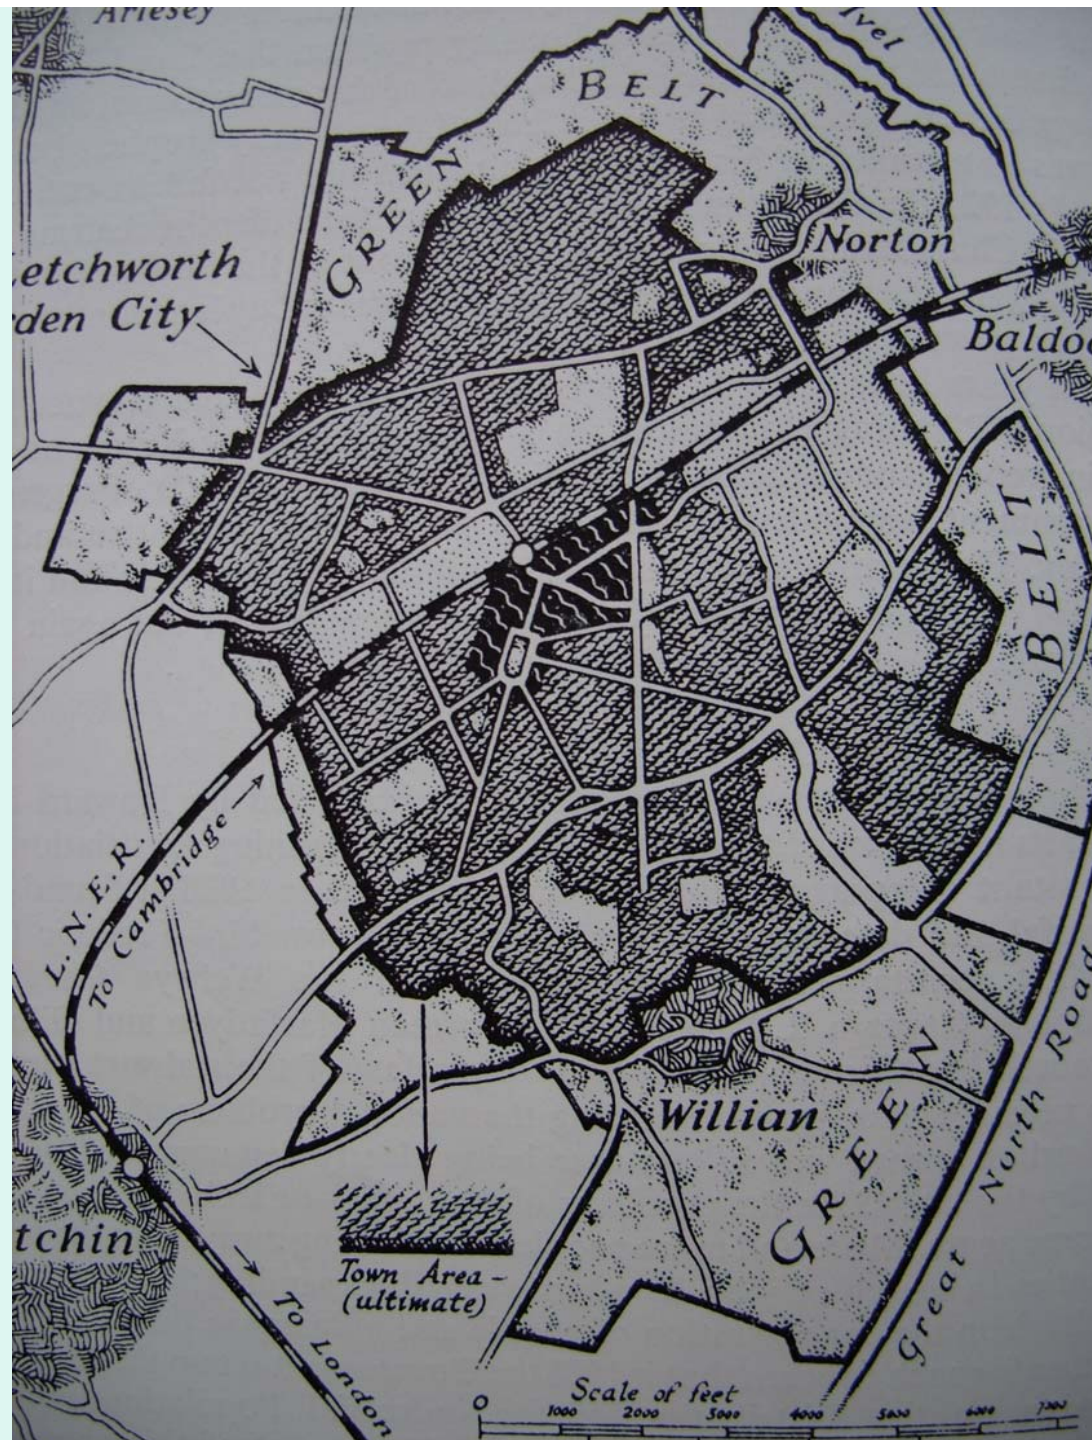 Arlesey
Ivel
BELT
GREEN
Norton
etchworth
rden City
Baldoc
BELT
L.N.E.R.
To Cambridge
Willian
GREEN
Great North Road
tchin
To London
Town Area -
(ultimate)
Scale of feet
0 1000 2000 3000 4000 5000 6000 7000